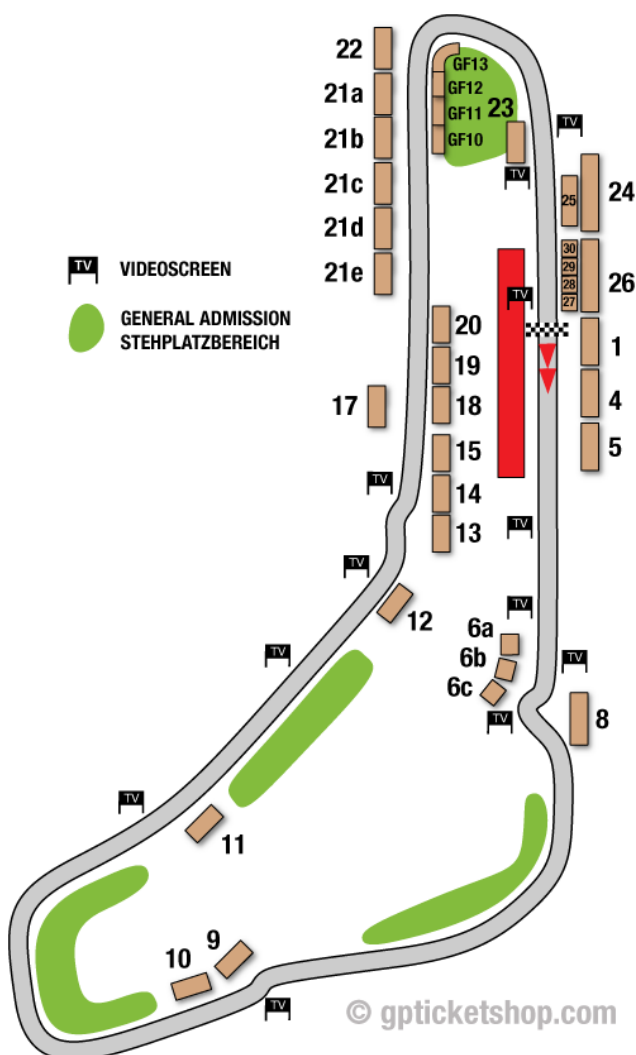 22
21a
21b
21c
21d
21e
GF13
GF12
GF11
GF10
23
TV
TV
24
25
30
29
28
27
26
TV
1
4
5
TV VIDEOSCREEN
GENERAL ADMISSION
STEHPLATZBEREICH
20
19
18
17
15
14
13
TV
TV
TV
12
TV
6a
6b
6c
TV
TV
8
TV
TV
11
9
10
TV
© gpticketshop.com